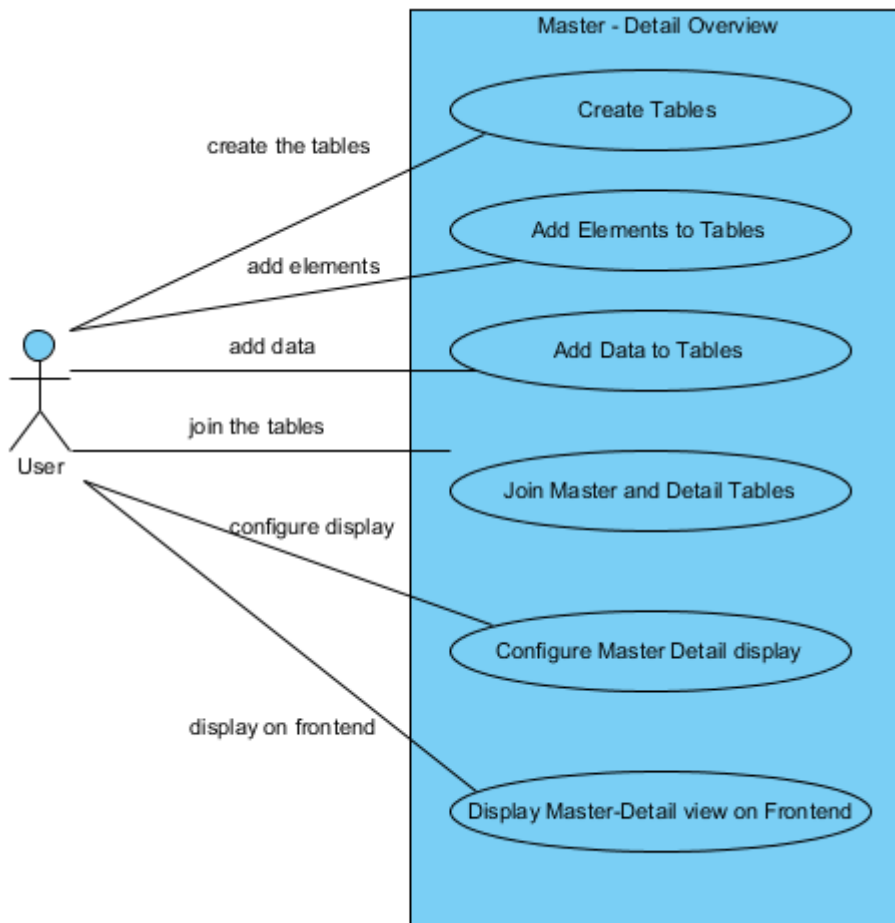 Master - Detail Overview
Create Tables
create the tables
Add Elements to Tables
add elements
add data
Add Data to Tables
join the tables
User
Join Master and Detail Tables
configure display
Configure Master Detail display
display on frontend
Display Master-Detail view on Frontend